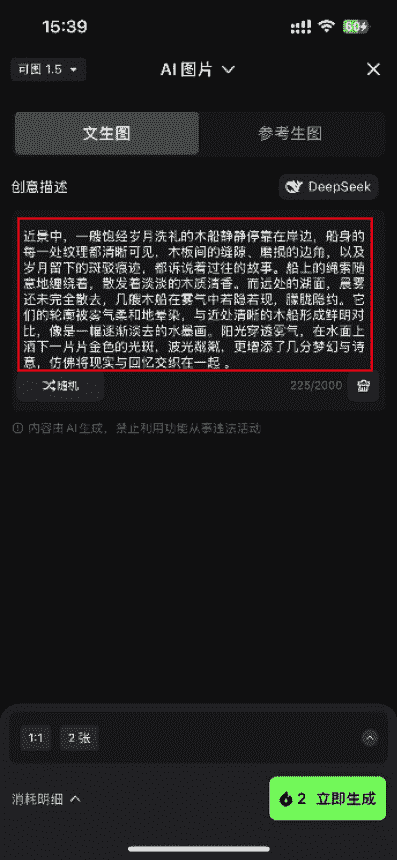 15:39
60
可图 1.5
AI 图片
文生图
参考生图
创意描述
DeepSeek
近景中，一艘饱经岁月洗礼的木船静静停靠在岸边，船身的
每一处纹理都清晰可见，木板间的缝隙、磨损的边角，以及
岁月留下的斑驳痕迹，都诉说着过往的故事。船上的绳索随
意地缠绕着，散发着淡淡的木质清香。而远处的湖面，晨雾
还未完全散去，几艘木船在雾气中若隐若现，朦胧隐约。它
们的轮廓被雾气柔和地晕染，与近处清晰的木船形成鲜明对
比，像是一幅逐渐淡去的水墨画。阳光穿透雾气，在水面上
洒下一片片金色的光斑，波光粼粼，更增添了几分梦幻与诗
意，仿佛将现实与回忆交织在一起 。
随机
225/2000
内容由 AI 生成，禁止利用功能从事违法活动
1:1
2 张
消耗明细
2 立即生成